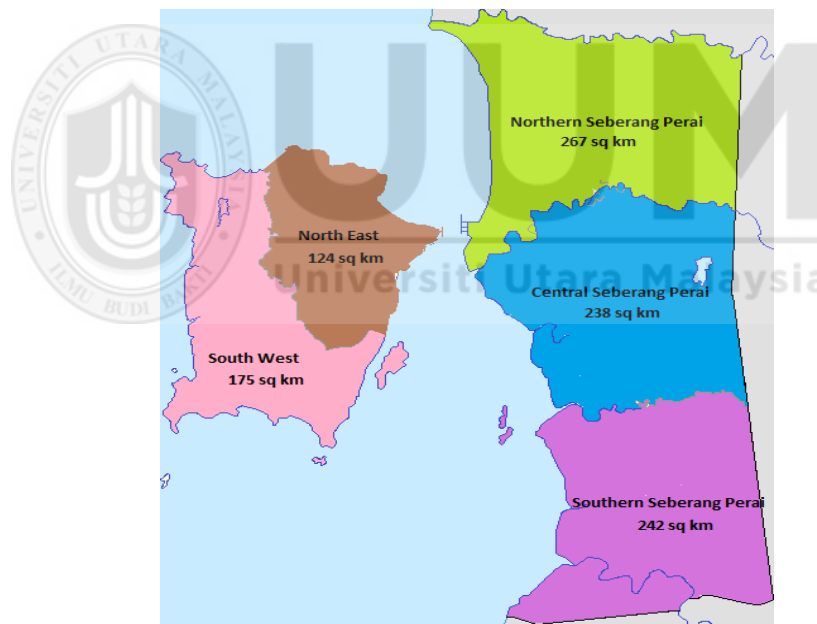 UNIVERSITI UTARA MALAYSIA
ILMU BUDI BAKTI
UUM
Universiti Utara Malaysia
Northern Seberang Perai
267 sq km
North East
124 sq km
Central Seberang Perai
238 sq km
South West
175 sq km
Southern Seberang Perai
242 sq km